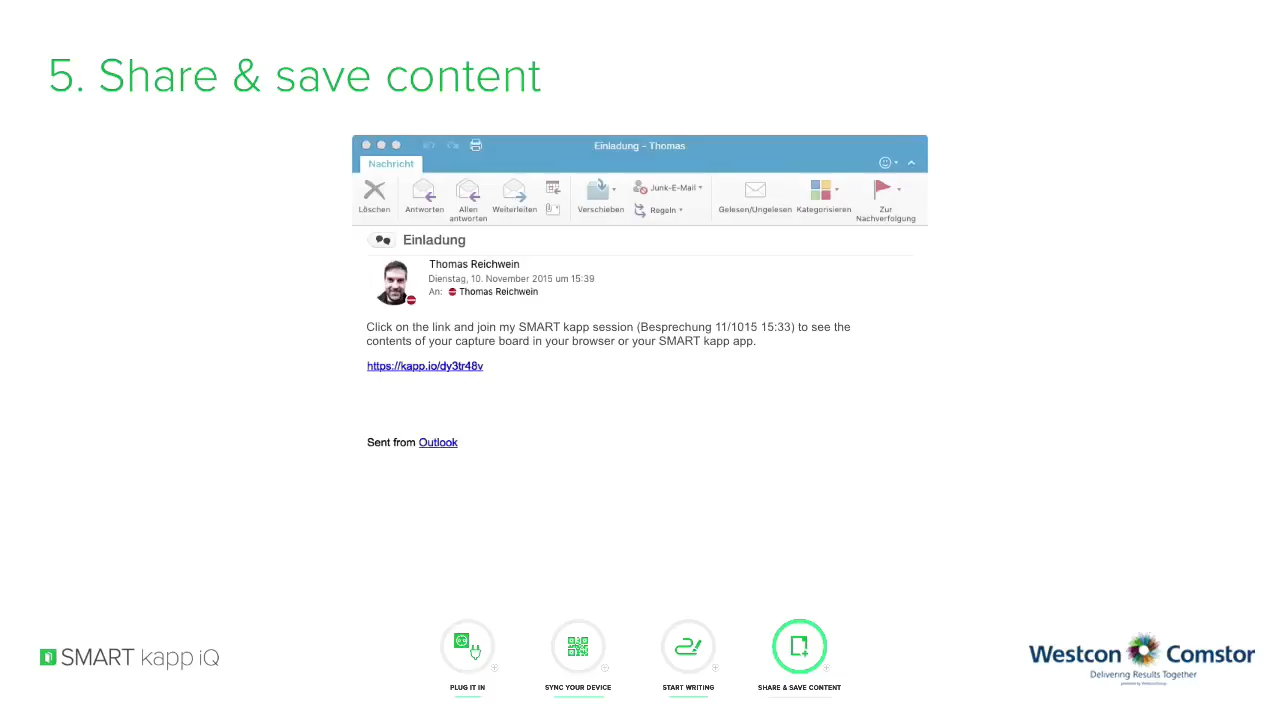 5. Share & save content
Einladung - Thomas
Nachricht
Löschen
Antworten
Allen antworten
Weiterleiten
Verschieben
Junk-E-Mail
Regeln
Gelesen/Ungelesen
Kategorisieren
Zur Nachverfolgung
Einladung
Thomas Reichwein
Dienstag, 10. November 2015 um 15:39
An: Thomas Reichwein
Click on the link and join my SMART kapp session (Besprechung 11/1015 15:33) to see the
contents of your capture board in your browser or your SMART kapp app.
https://kapp.io/dy3tr48v
Sent from Outlook
SMART kapp iQ
PLUG IT IN
SYNC YOUR DEVICE
START WRITING
SHARE & SAVE CONTENT
Westcon Comstor
Delivering Results Together